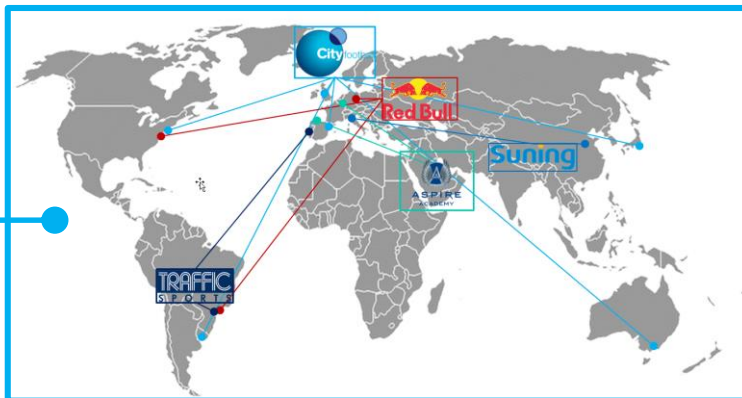 City football
Red Bull
Suning
ASPIRE
ACADEMY
TRAFFIC
SPORTS